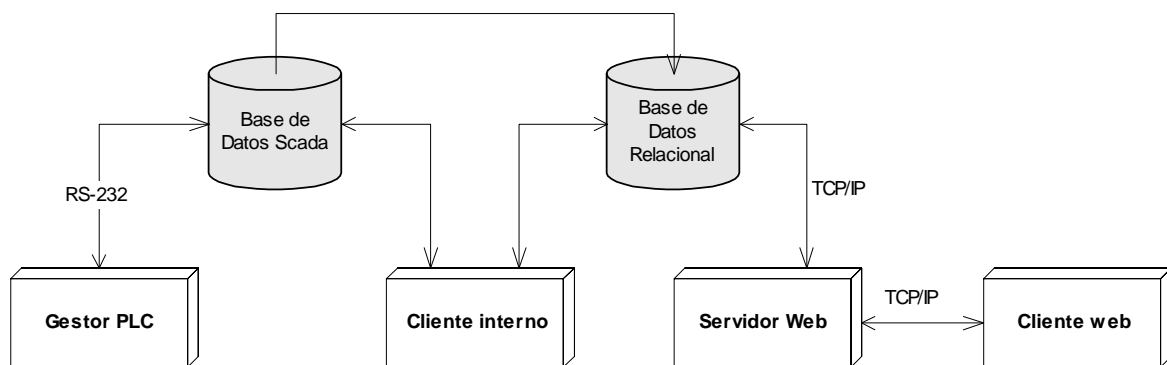 Base de
Datos Scada
Base de
Datos
Relacional
RS-232
TCP/IP
Gestor PLC
Cliente interno
Servidor Web
TCP/IP
Cliente web